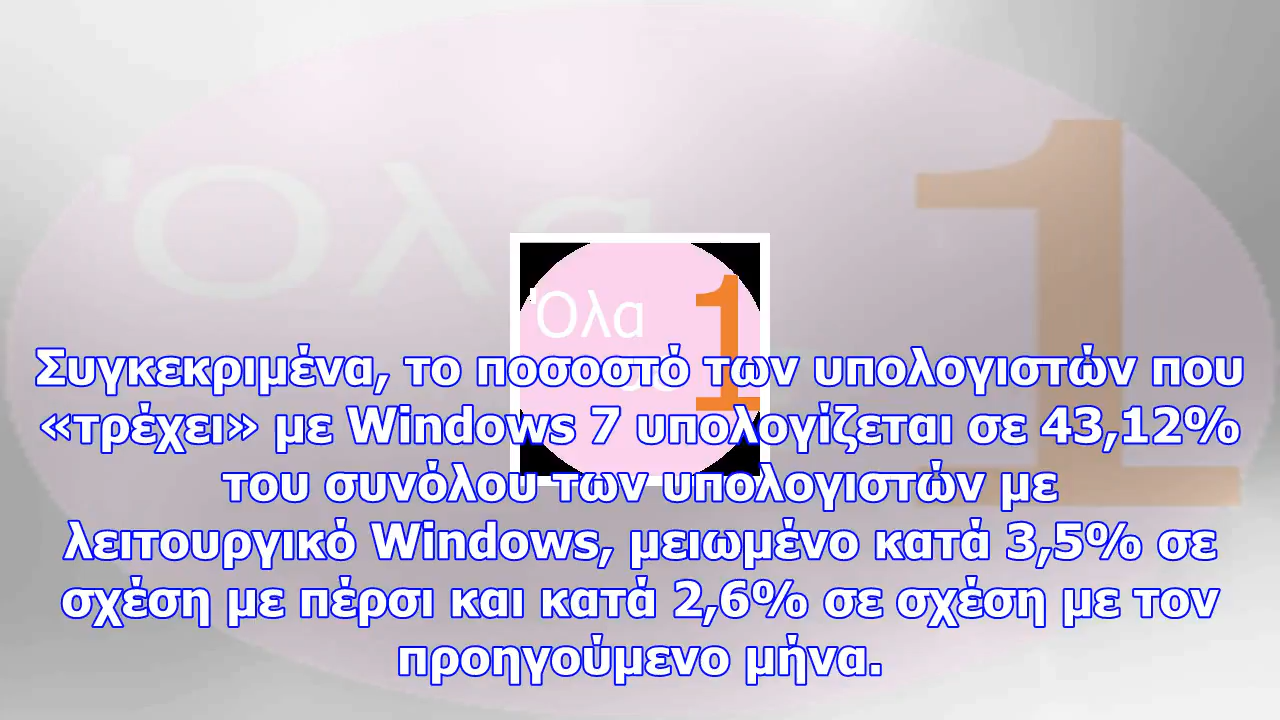 Όλα
1
Συγκεκριμένα, το ποσοστό των υπολογιστών που
«τρέχει» με Windows 7 υπολογίζεται σε 43,12%
του συνόλου των υπολογιστών με
λειτουργικό Windows, μειωμένο κατά 3,5% σε
σχέση με πέρσι και κατά 2,6% σε σχέση με τον
προηγούμενο μήνα.